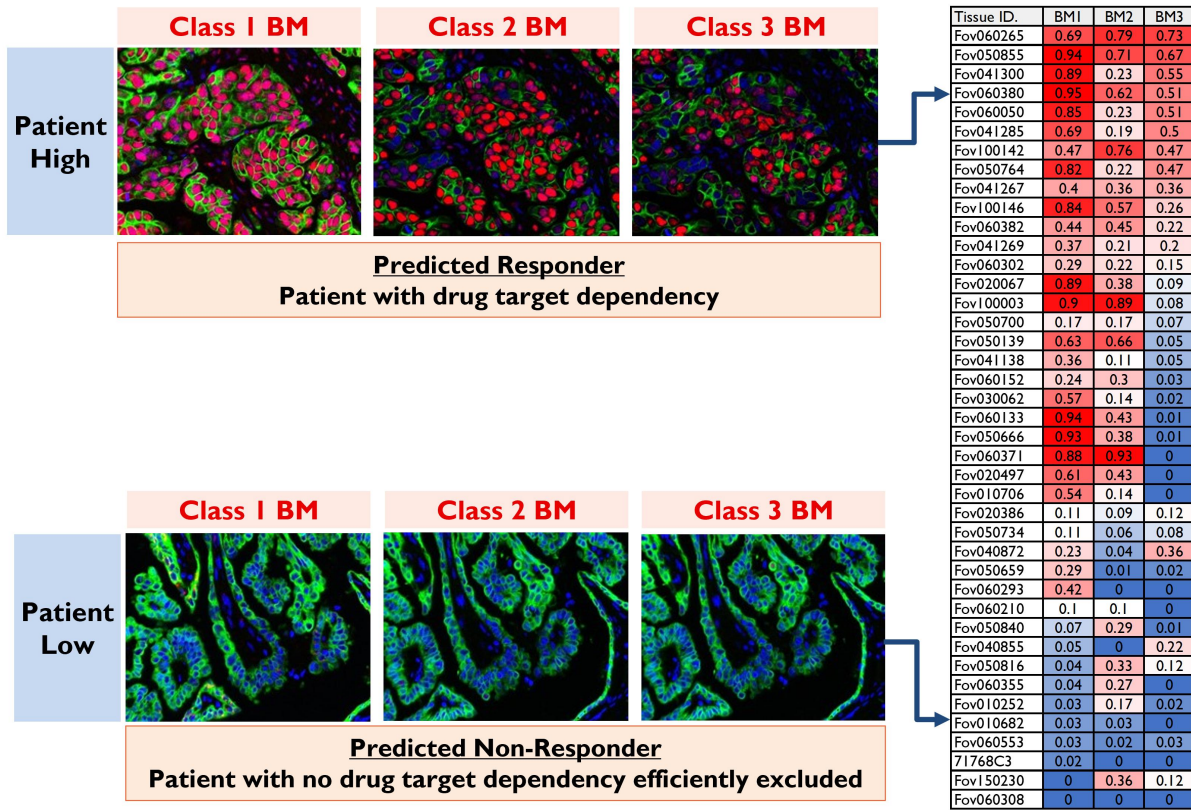 Class 1 BM
Class 2 BM
Class 3 BM
Patient
High
Predicted Responder
Patient with drug target dependency
Class 1 BM
Class 2 BM
Class 3 BM
Patient
Low
Predicted Non-Responder
Patient with no drug target dependency efficiently excluded
Tissue ID. BM1 BM2 BM3
Fov060265 0.69 0.79 0.73
Fov050855 0.94 0.71 0.67
Fov041300 0.89 0.23 0.55
Fov060380 0.95 0.62 0.51
Fov060050 0.85 0.23 0.51
Fov041285 0.69 0.19 0.5
Fov100142 0.47 0.76 0.47
Fov050764 0.82 0.22 0.47
Fov041267 0.4 0.36 0.36
Fov100146 0.84 0.57 0.26
Fov060382 0.44 0.45 0.22
Fov041269 0.37 0.21 0.2
Fov060302 0.29 0.22 0.15
Fov020067 0.89 0.38 0.09
Fov100003 0.9 0.89 0.08
Fov050700 0.17 0.17 0.07
Fov050139 0.63 0.66 0.05
Fov041138 0.36 0.11 0.05
Fov060152 0.24 0.3 0.03
Fov030062 0.57 0.14 0.02
Fov060133 0.94 0.43 0.01
Fov050666 0.93 0.38 0.01
Fov060371 0.88 0.93 0
Fov020497 0.61 0.43 0
Fov010706 0.54 0.14 0
Fov020386 0.11 0.09 0.12
Fov050734 0.11 0.06 0.08
Fov040872 0.23 0.04 0.36
Fov050659 0.29 0.01 0.02
Fov060293 0.42 0 0
Fov060210 0.1 0.1 0
Fov050840 0.07 0.29 0.01
Fov040855 0.05 0 0.22
Fov050816 0.04 0.33 0.12
Fov060355 0.04 0.27 0
Fov010252 0.03 0.17 0.02
Fov010682 0.03 0.03 0
Fov060553 0.03 0.02 0.03
71768C3 0.02 0 0
Fov150230 0 0.36 0.12
Fov060308 0 0 0